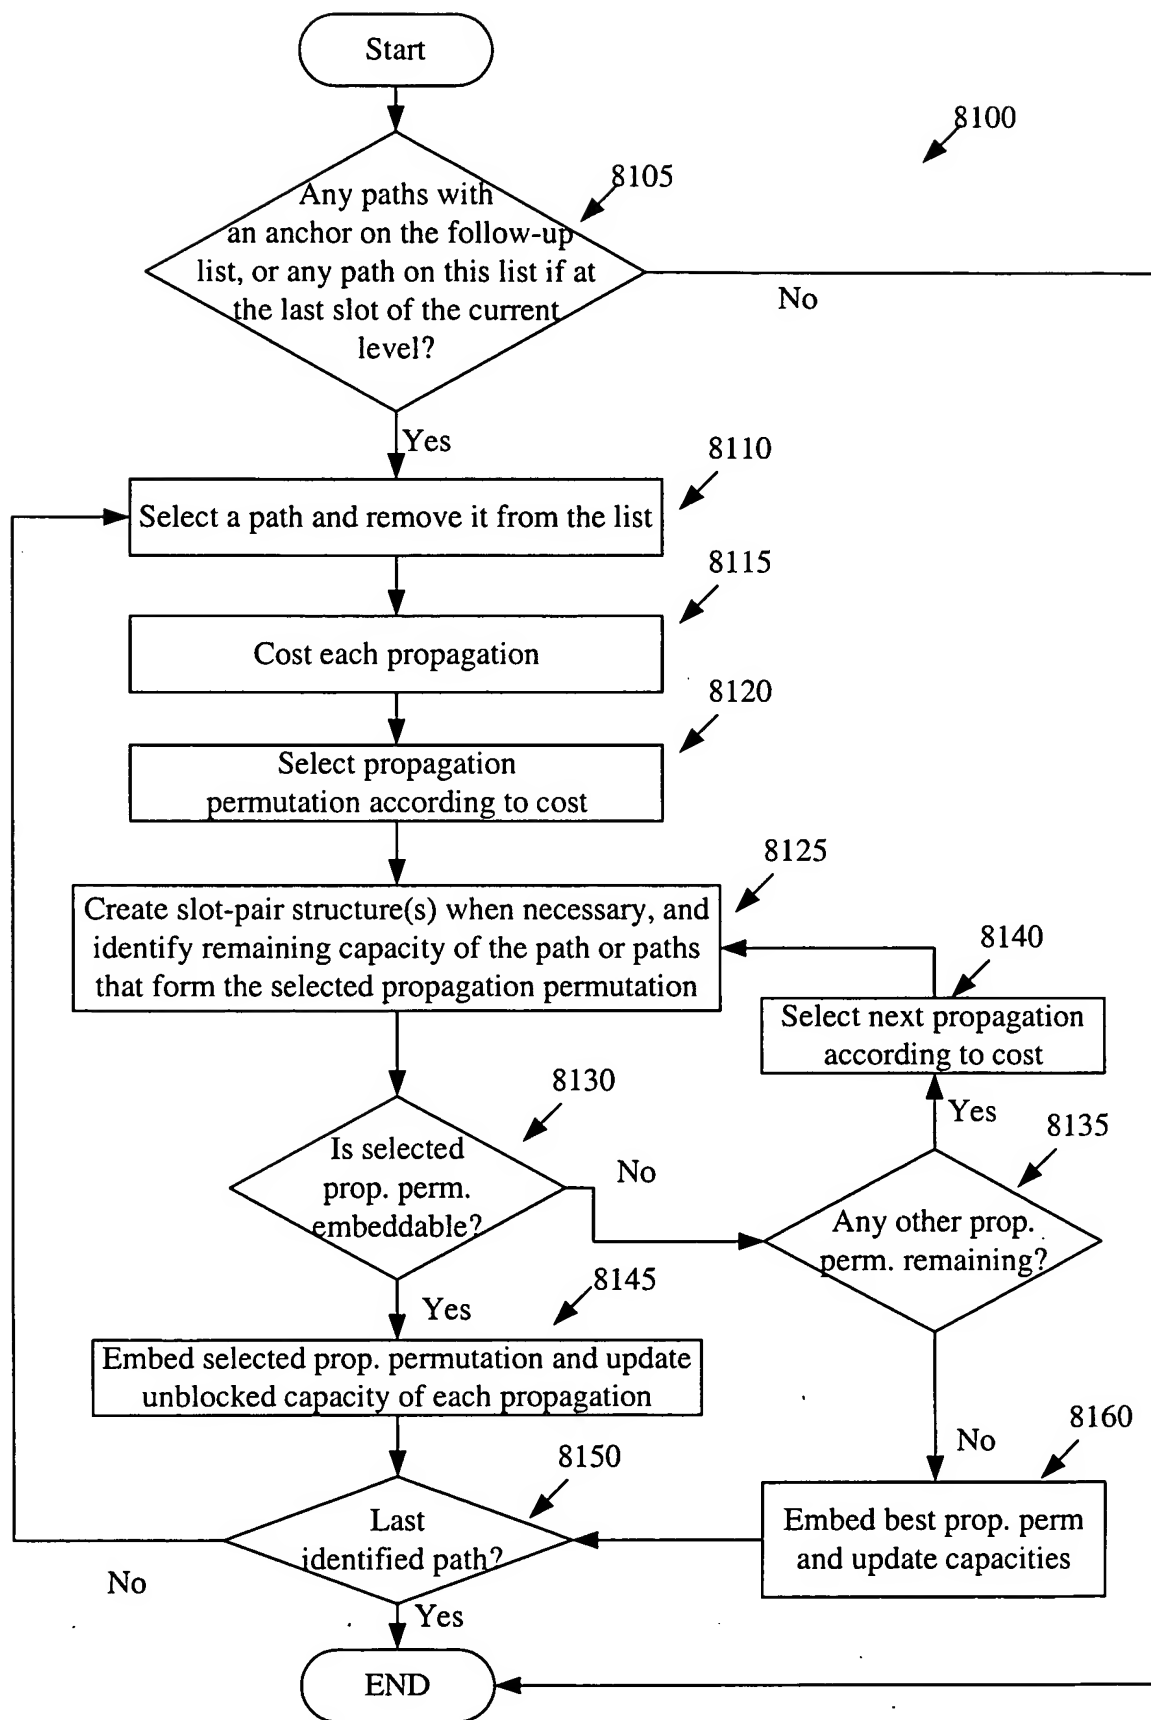 Start
8100
8105
Any paths with
an anchor on the follow-up
list, or any path on this list if at
the last slot of the current
level?
No
Yes
8110
Select a path and remove it from the list
8115
Cost each propagation
8120
Select propagation
permutation according to cost
8125
Create slot-pair structure(s) when necessary, and
identify remaining capacity of the path or paths
that form the selected propagation permutation
8140
Select next propagation
according to cost
8130
Is selected
prop. perm.
embeddable?
No
Yes
8135
Any other prop.
perm. remaining?
8145
Yes
Embed selected prop. permutation and update
unblocked capacity of each propagation
No
8160
Embed best prop. perm
and update capacities
8150
Last
identified path?
No
Yes
END